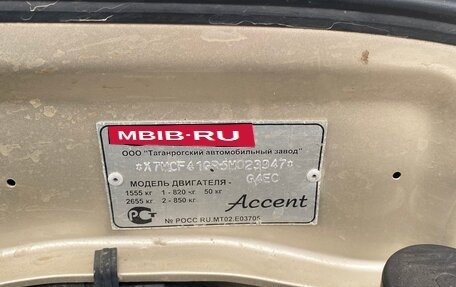 MBIB-RU
ООО "Таганрогский автомобильный завод"
МОДЕЛЬ ДВИГАТЕЛЯ -
G4EC
1555 кг 1 - 820 кг 50 кг
2655 кг 2 - 850 кг
Accent
РСТ
№ РОСС RU.МТ02.Е03705